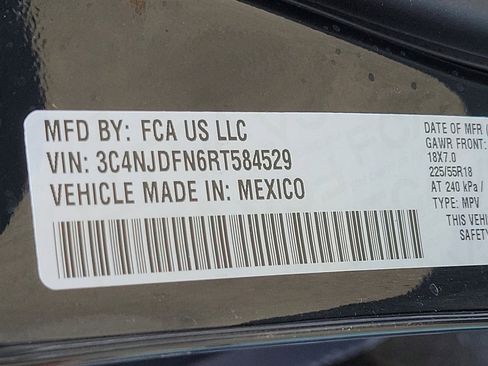 MFD BY: FCA US LLC
VIN: 3C4NJDFN6RT584529
VEHICLE MADE IN: MEXICO
DATE OF MFR (
GAWR FRONT:
18X7.0
225/55R18
AT 240 kPa /
TYPE: MPV
THIS VEHI
SAFETY